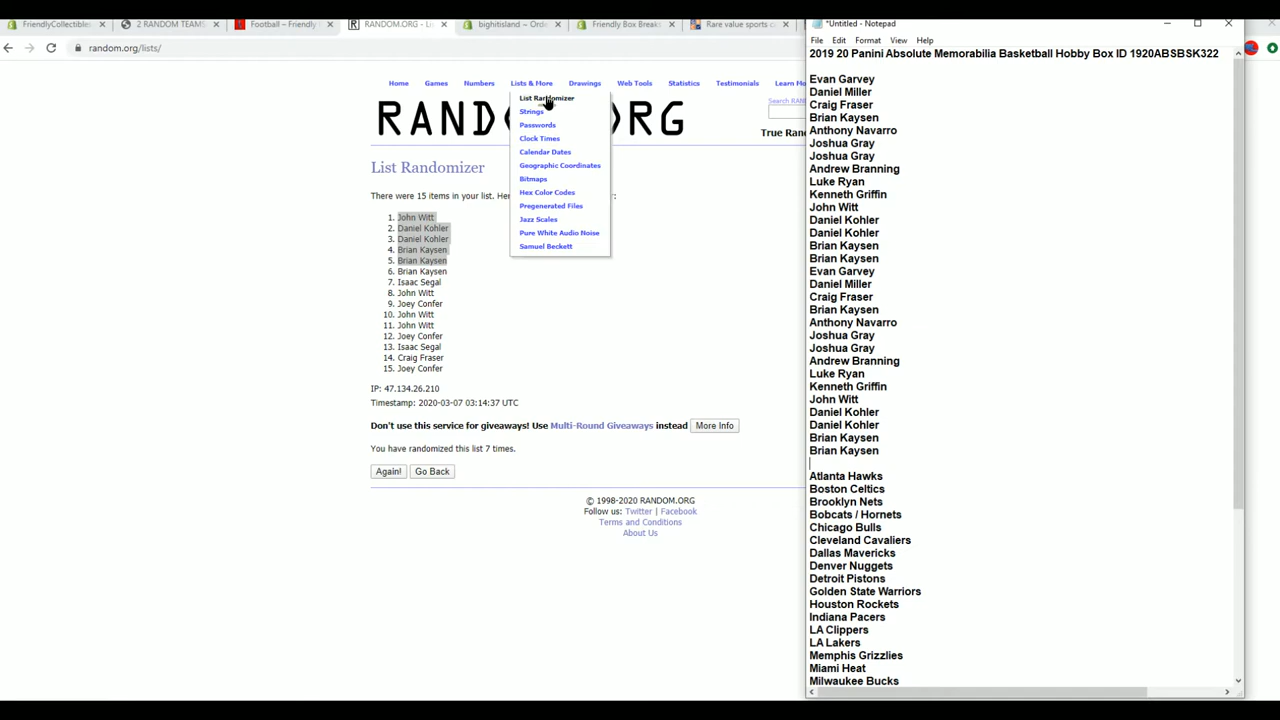 FriendlyCollectibles
2 RANDOM TEAMS
Football – Friendly
RANDOM.ORG - Li
bighitisland – Ord
Friendly Box Breaks
Rare value sports c
*Untitled - Notepad
random.org/lists/
File Edit Format View Help
2019 20 Panini Absolute Memorabilia Basketball Hobby Box ID 1920ABSBSK322
Home Games Numbers Lists & More Drawings Web Tools Statistics Testimonials Learn Mo
List Randomizer
Strings
Passwords
Clock Times
Calendar Dates
Geographic Coordinates
Bitmaps
Hex Color Codes
Pregenerated Files
Jazz Scales
Pure White Audio Noise
Samuel Beckett
Search RAN
True Ran
List Randomizer
There were 15 items in your list. Her
1. John Witt
2. Daniel Kohler
3. Daniel Kohler
4. Brian Kaysen
5. Brian Kaysen
6. Brian Kaysen
7. Isaac Segal
8. John Witt
9. Joey Confer
10. John Witt
11. John Witt
12. Joey Confer
13. Isaac Segal
14. Craig Fraser
15. Joey Confer
IP: 47.134.26.210
Timestamp: 2020-03-07 03:14:37 UTC
Don't use this service for giveaways! Use Multi-Round Giveaways instead More Info
You have randomized this list 7 times.
Again! Go Back
© 1998-2020 RANDOM.ORG
Follow us: Twitter | Facebook
Terms and Conditions
About Us
Evan Garvey
Daniel Miller
Craig Fraser
Brian Kaysen
Anthony Navarro
Joshua Gray
Joshua Gray
Andrew Branning
Luke Ryan
Kenneth Griffin
John Witt
Daniel Kohler
Daniel Kohler
Brian Kaysen
Brian Kaysen
Evan Garvey
Daniel Miller
Craig Fraser
Brian Kaysen
Anthony Navarro
Joshua Gray
Joshua Gray
Andrew Branning
Luke Ryan
Kenneth Griffin
John Witt
Daniel Kohler
Daniel Kohler
Brian Kaysen
Brian Kaysen
Atlanta Hawks
Boston Celtics
Brooklyn Nets
Bobcats / Hornets
Chicago Bulls
Cleveland Cavaliers
Dallas Mavericks
Denver Nuggets
Detroit Pistons
Golden State Warriors
Houston Rockets
Indiana Pacers
LA Clippers
LA Lakers
Memphis Grizzlies
Miami Heat
Milwaukee Bucks